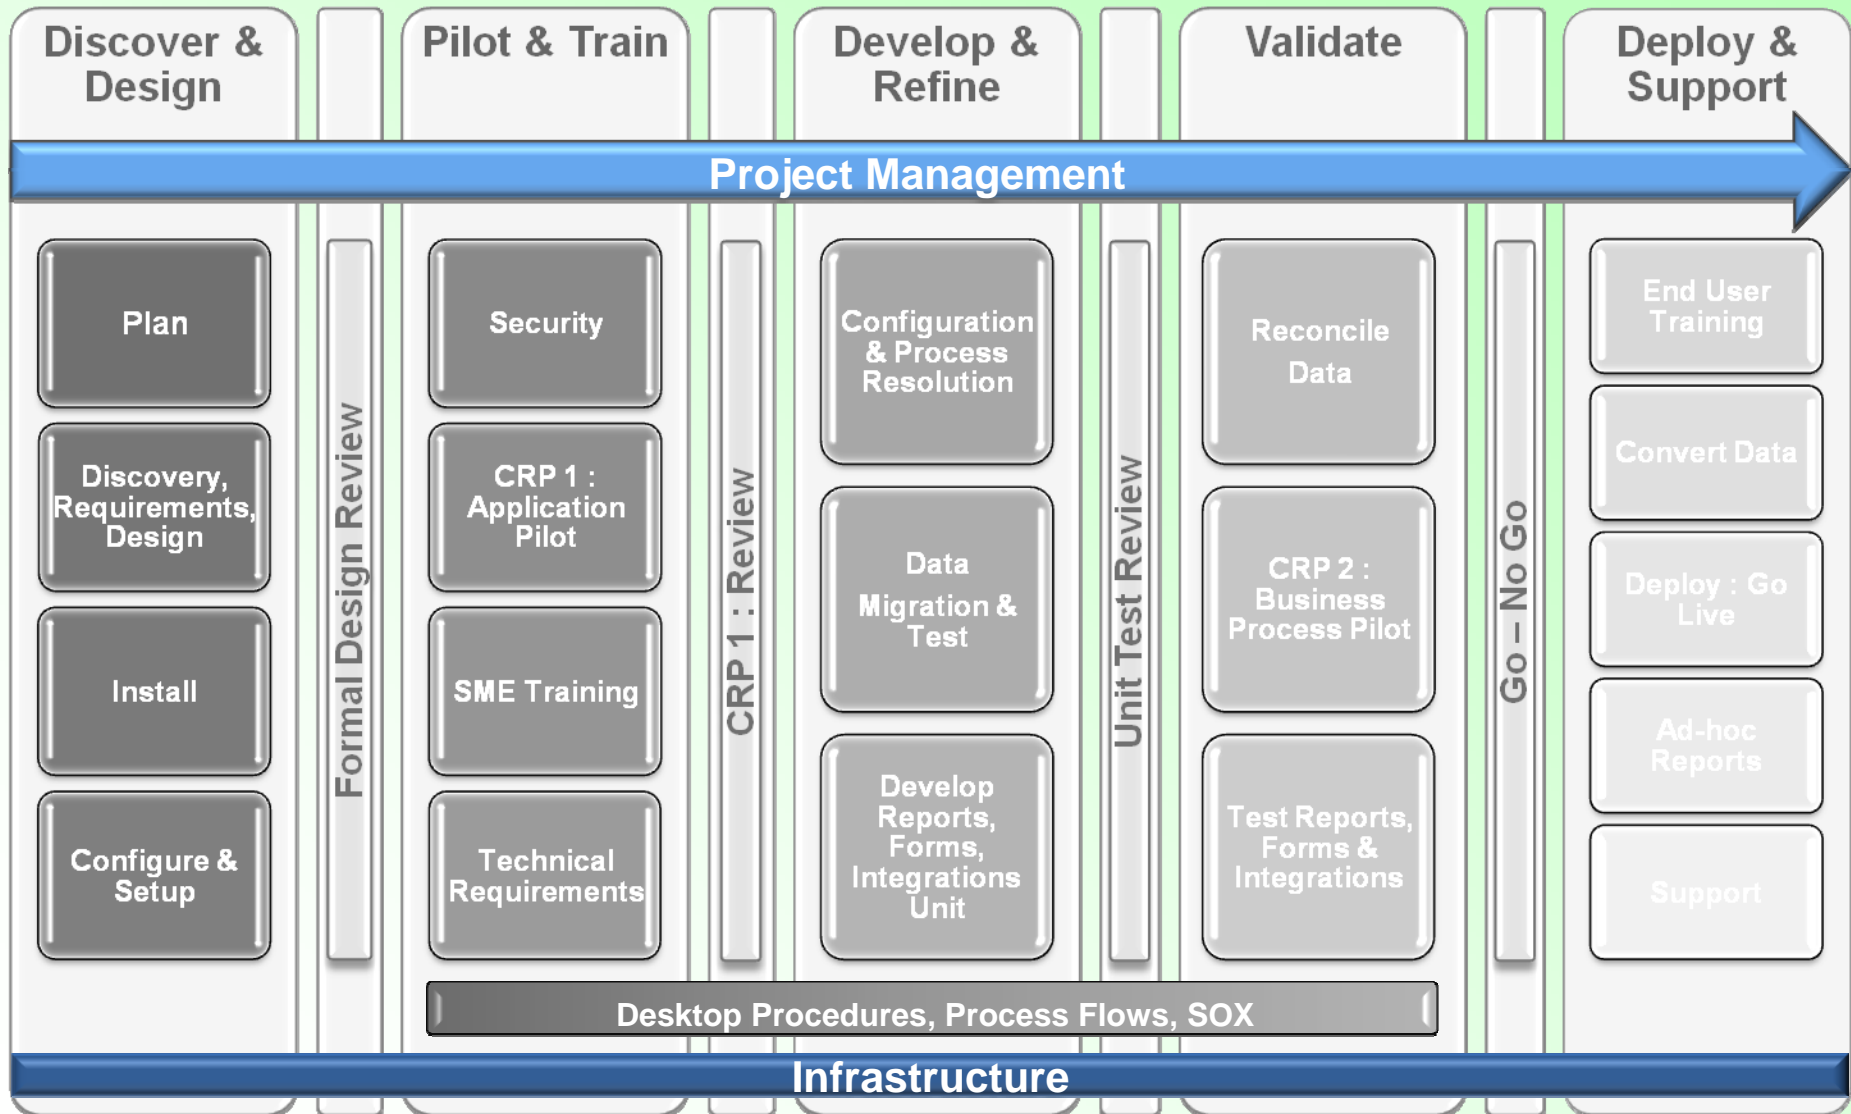 Discover &
Design
Pilot & Train
Develop &
Refine
Validate
Deploy &
Support
Project Management
Plan
Discovery,
Requirements,
Design
Install
Configure &
Setup
Formal Design Review
Security
CRP 1 :
Application
Pilot
SME Training
Technical
Requirements
CRP 1 : Review
Configuration
& Process
Resolution
Data
Migration &
Test
Develop
Reports,
Forms,
Integrations
Unit
Unit Test Review
Reconcile
Data
CRP 2 :
Business
Process Pilot
Test Reports,
Forms &
Integrations
Go – No Go
End User
Training
Convert Data
Deploy : Go
Live
Ad-hoc
Reports
Support
Desktop Procedures, Process Flows, SOX
Infrastructure